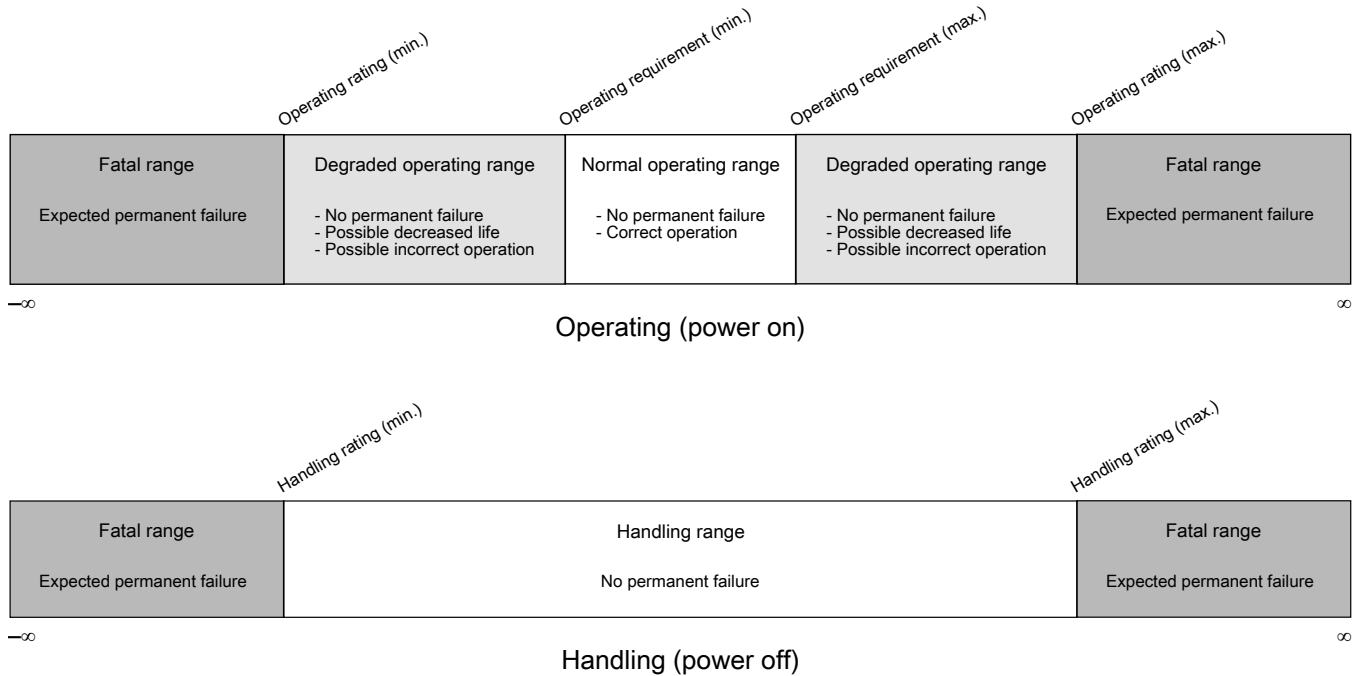 Operating rating (min.)
Operating requirement (min.)
Operating requirement (max.)
Operating rating (max.)
Fatal range
Expected permanent failure
Degraded operating range
- No permanent failure
- Possible decreased life
- Possible incorrect operation
Normal operating range
- No permanent failure
- Correct operation
Degraded operating range
- No permanent failure
- Possible decreased life
- Possible incorrect operation
Fatal range
Expected permanent failure
–∞
∞
Operating (power on)
Handling rating (min.)
Handling rating (max.)
Fatal range
Expected permanent failure
Handling range
No permanent failure
Fatal range
Expected permanent failure
–∞
∞
Handling (power off)